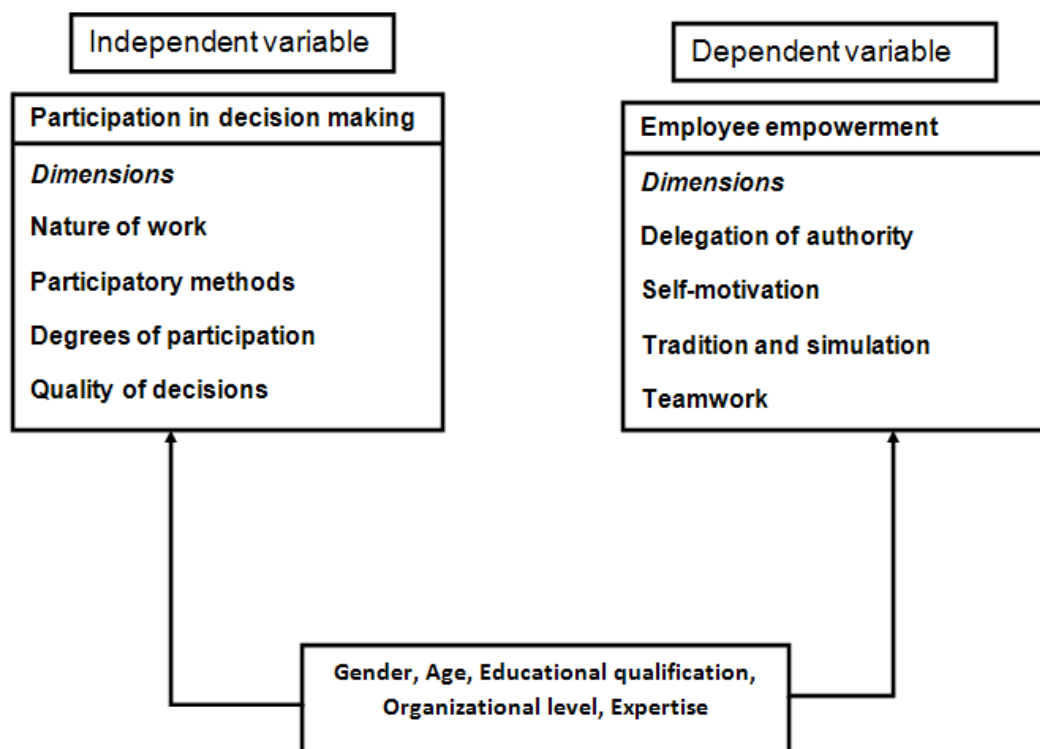 Independent variable
Dependent variable
Participation in decision making
Dimensions
Nature of work
Participatory methods
Degrees of participation
Quality of decisions
Employee empowerment
Dimensions
Delegation of authority
Self-motivation
Tradition and simulation
Teamwork
Gender, Age, Educational qualification,
Organizational level, Expertise